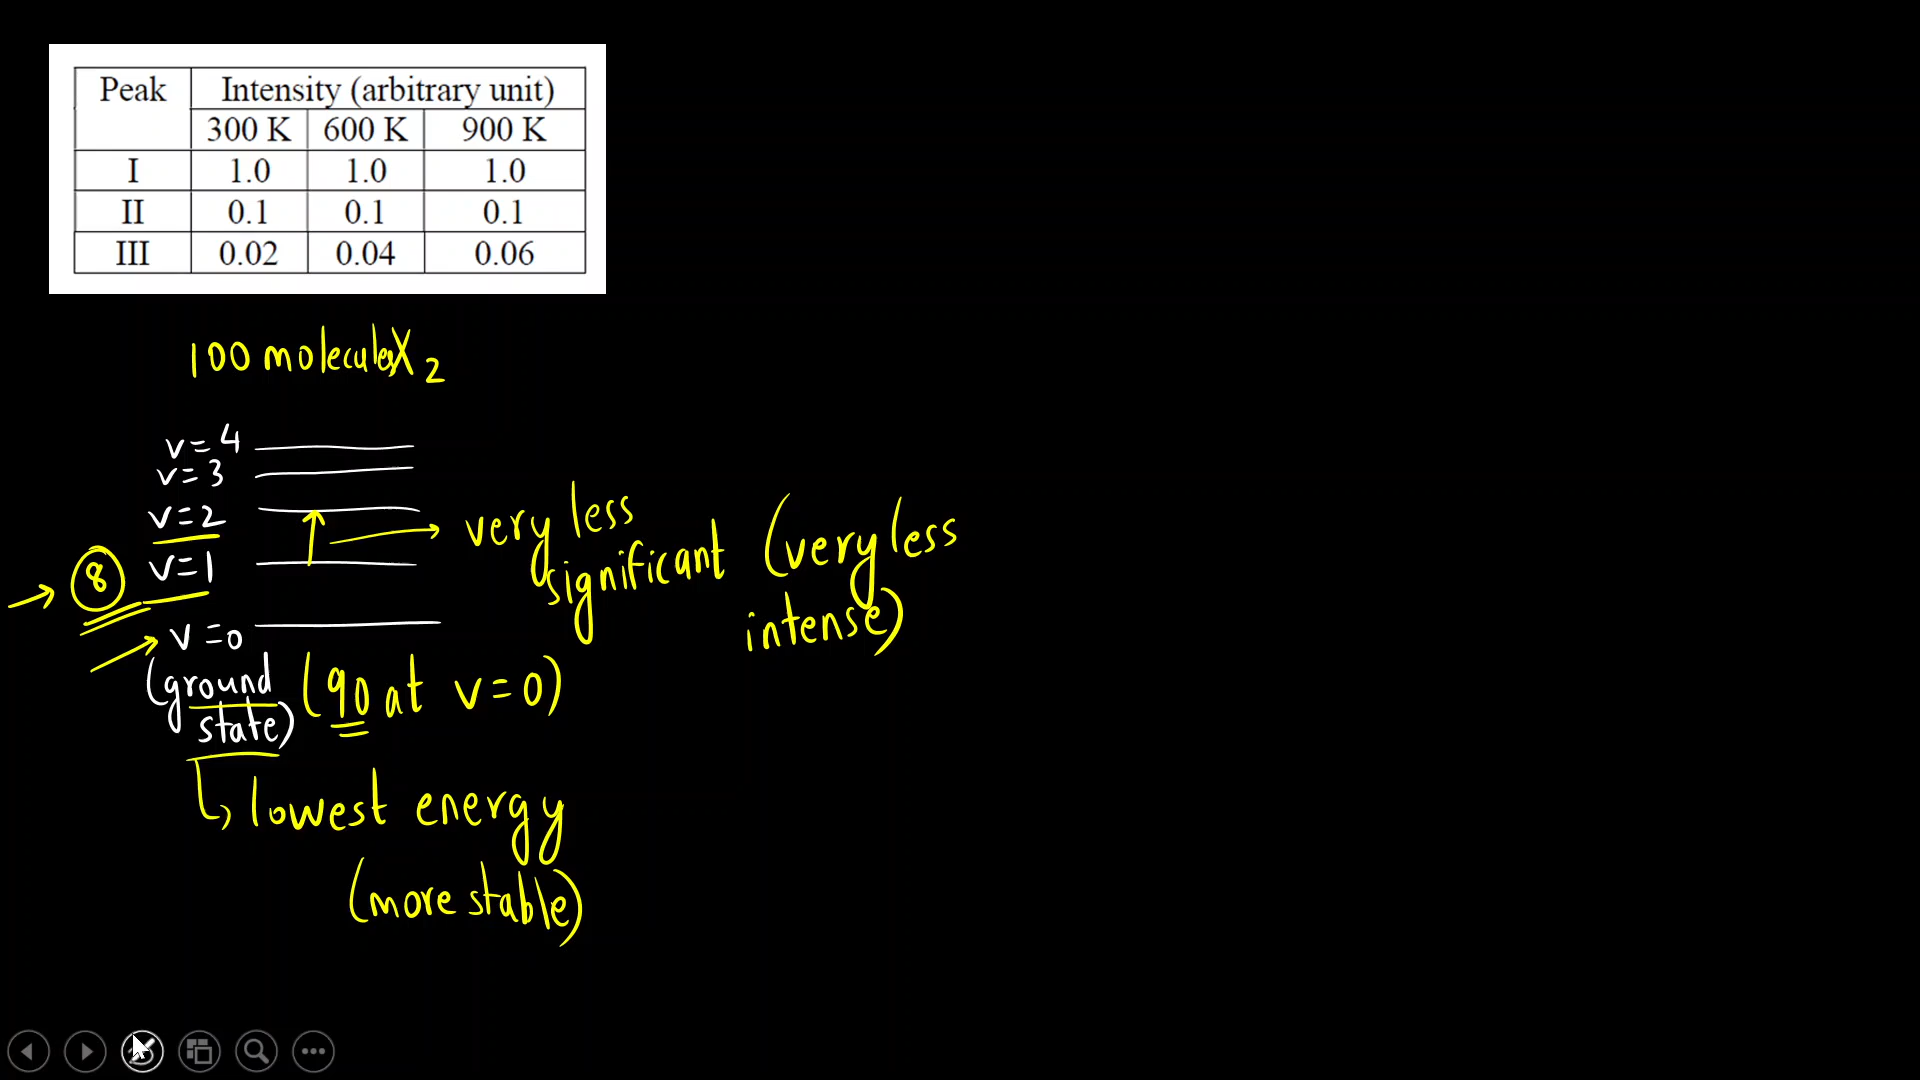 Peak Intensity (arbitrary unit)
300 K 600 K 900 K
I 1.0 1.0 1.0
II 0.1 0.1 0.1
III 0.02 0.04 0.06
100 molecules X2
v=4
v=3
v=2
8 v=1
v=0
(ground
state)
(90 at v=0)
lowest energy
(more stable)
very less
significant
(very less
intense)